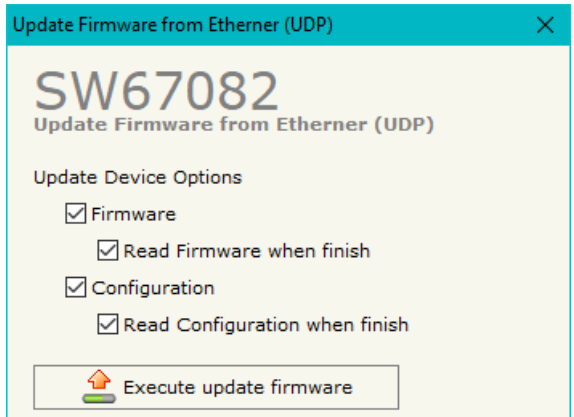 Update Firmware from Etherner (UDP)
SW67082
Update Firmware from Etherner (UDP)
Update Device Options
Firmware
Read Firmware when finish
Configuration
Read Configuration when finish
Execute update firmware